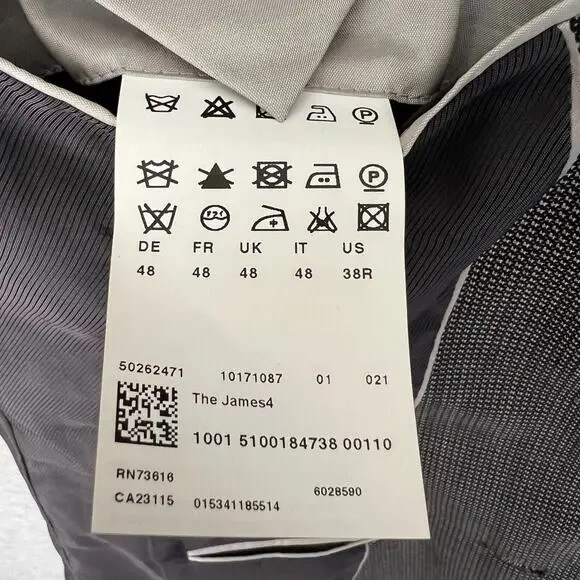 P
P
DE FR UK IT US
48 48 48 48 38R
50262471 10171087 01 021
The James4
1001 5100184738 00110
RN73616
6028590
CA23115 015341185514